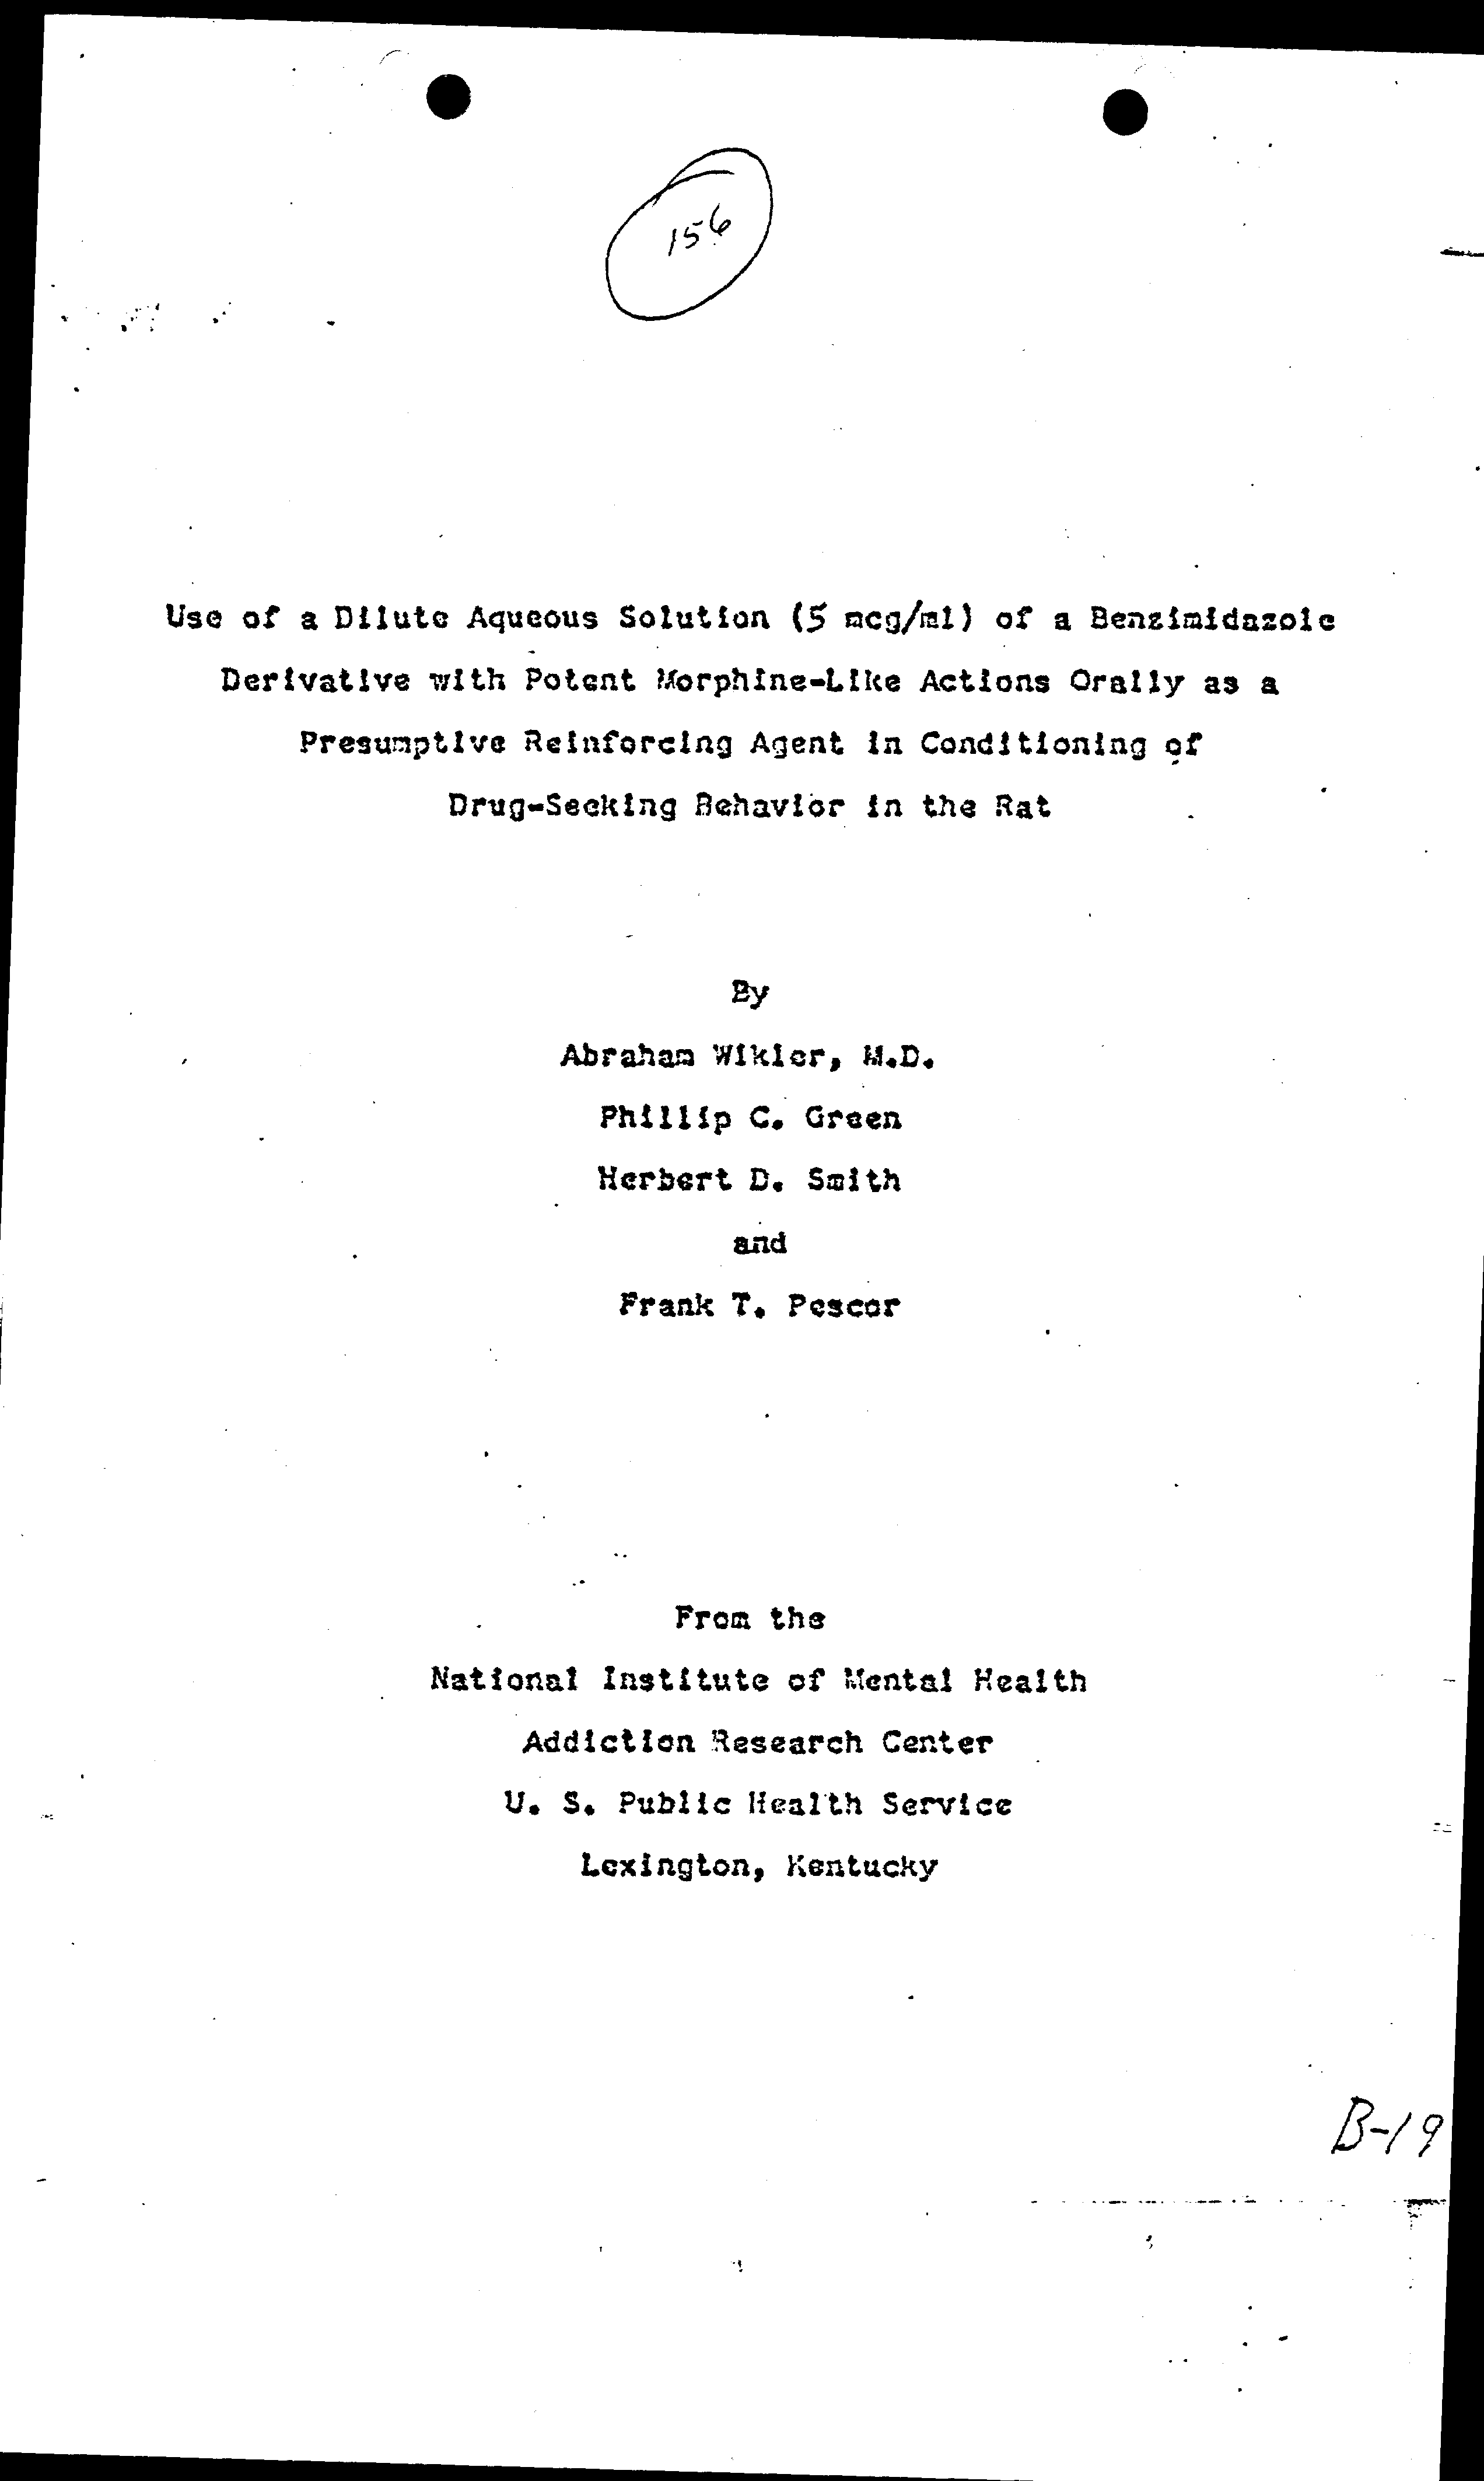 156
Use of a Dilute Aqueous Solution (5 mcg/ml) of a Benzimidazole
Derivative with Potent Morphine-Like Actions Orally as a
Presumptive Reinforcing Agent in Conditioning of
Drug-Seeking Behavior in the Rat
By
Abraham Wikler, M.D.
Phillip C. Green
Herbert D. Smith
and
Frank T. Pescor
From the
National Institute of Mental Health
Addiction Research Center
U. S. Public Health Service
Lexington, Kentucky
B-19